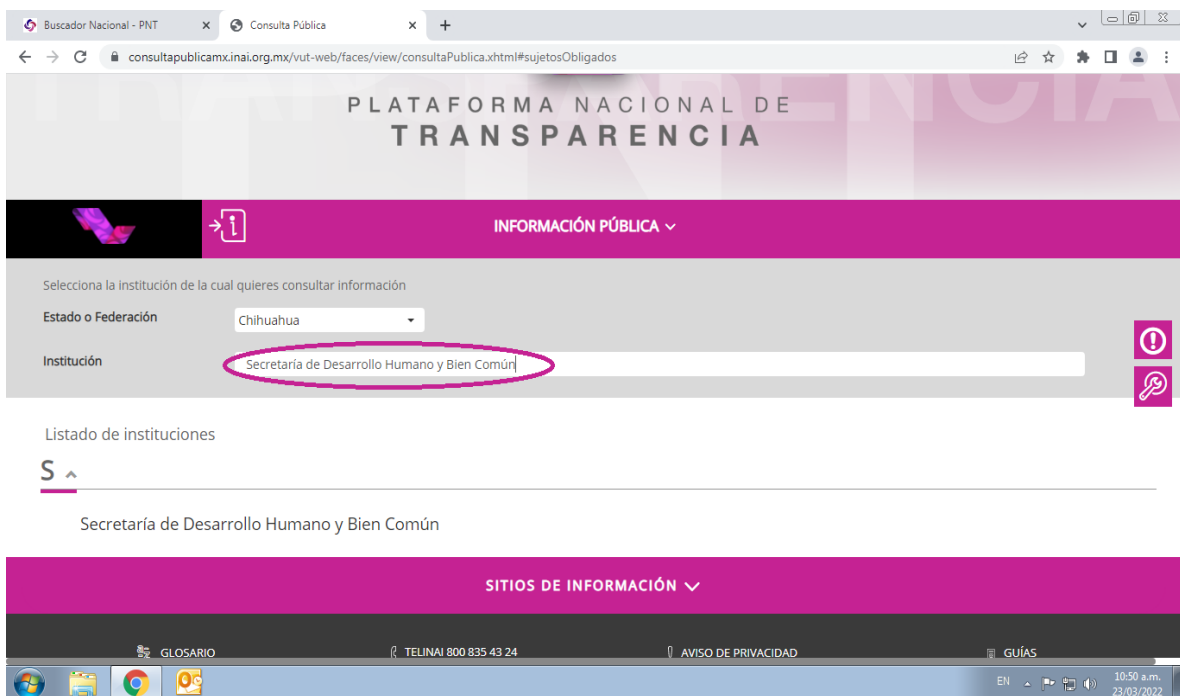 Buscador Nacional - PNT
Consulta Pública
consultapublicamx.inai.org.mx/vut-web/faces/view/consultaPublica.xhtml#sujetosObligados
TRANSPARENCIA
PLATAFORMA NACIONAL DE
TRANSPARENCIA
INFORMACIÓN PÚBLICA
Selecciona la institución de la cual quieres consultar información
Estado o Federación Chihuahua
Institución Secretaría de Desarrollo Humano y Bien Común
Listado de instituciones
S
Secretaría de Desarrollo Humano y Bien Común
SITIOS DE INFORMACIÓN
GLOSARIO TELINAI 800 835 43 24 AVISO DE PRIVACIDAD GUÍAS
EN 10:50 a.m.
23/03/2022